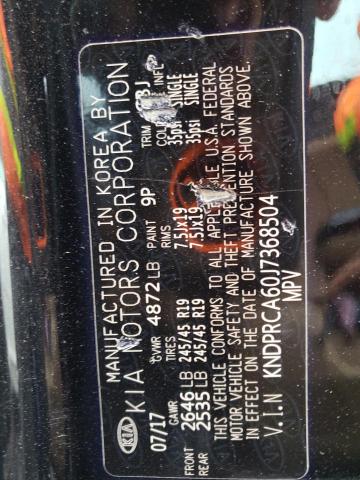 MANUFACTURED IN KOREA BY
KIA KIA MOTORS CORPORATION
07/17 GVWR 4872 LB PAINT 9P TRIM
GAWR TIRES RIMS COLD INFL
FRONT 2646 LB 245/45 R19 7.5Jx19 35psi SINGLE
REAR 2535 LB 245/45 R19 7.5Jx19 35psi SINGLE
THIS VEHICLE CONFORMS TO ALL U.S.A. FEDERAL
MOTOR VEHICLE SAFETY AND THEFT PREVENTION STANDARDS
IN EFFECT ON THE DATE OF MANUFACTURE SHOWN ABOVE.
V.I.N KNDPRCA60J7368504
MPV